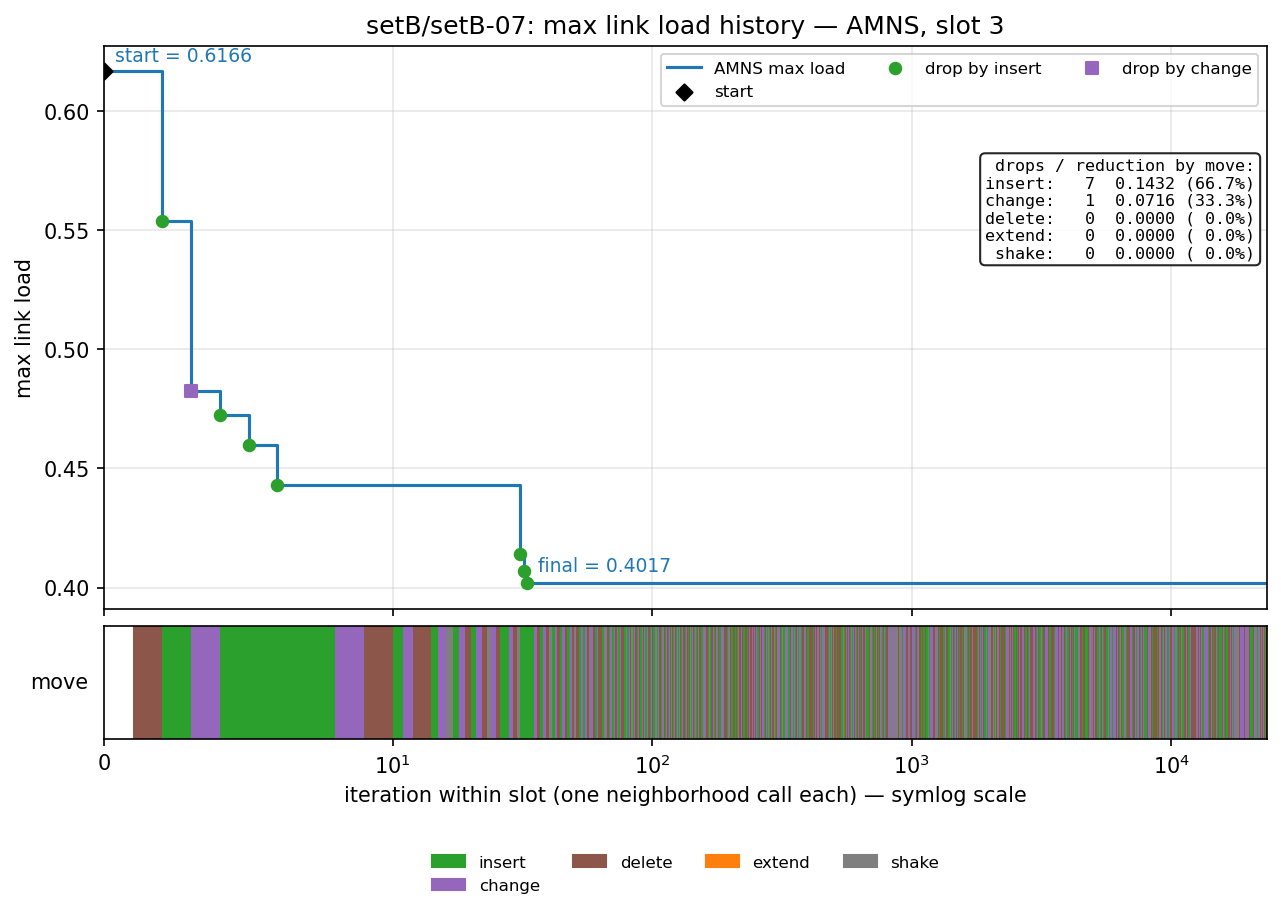 setB/setB-07: max link load history — AMNS, slot 3
start = 0.6166
AMNS max load
drop by insert
drop by change
start
drops / reduction by move:
insert: 7 0.1432 (66.7%)
change: 1 0.0716 (33.3%)
delete: 0 0.0000 ( 0.0%)
extend: 0 0.0000 ( 0.0%)
shake: 0 0.0000 ( 0.0%)
0.60
0.55
0.50
0.45
0.40
max link load
final = 0.4017
move
0 10¹ 10² 10³ 10⁴
iteration within slot (one neighborhood call each) — symlog scale
insert delete extend shake
change